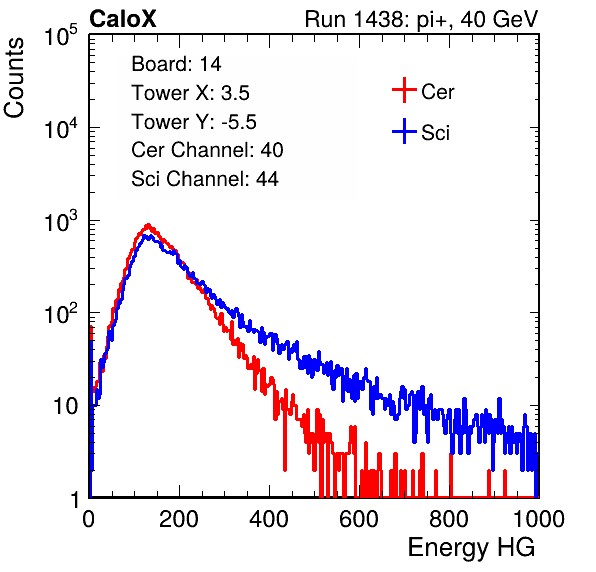 CaloX Run 1438: pi+, 40 GeV
Counts
Board: 14
Tower X: 3.5
Tower Y: -5.5
Cer Channel: 40
Sci Channel: 44
Cer
Sci
10^5
10^4
10^3
10^2
10
1
0 200 400 600 800 1000
Energy HG